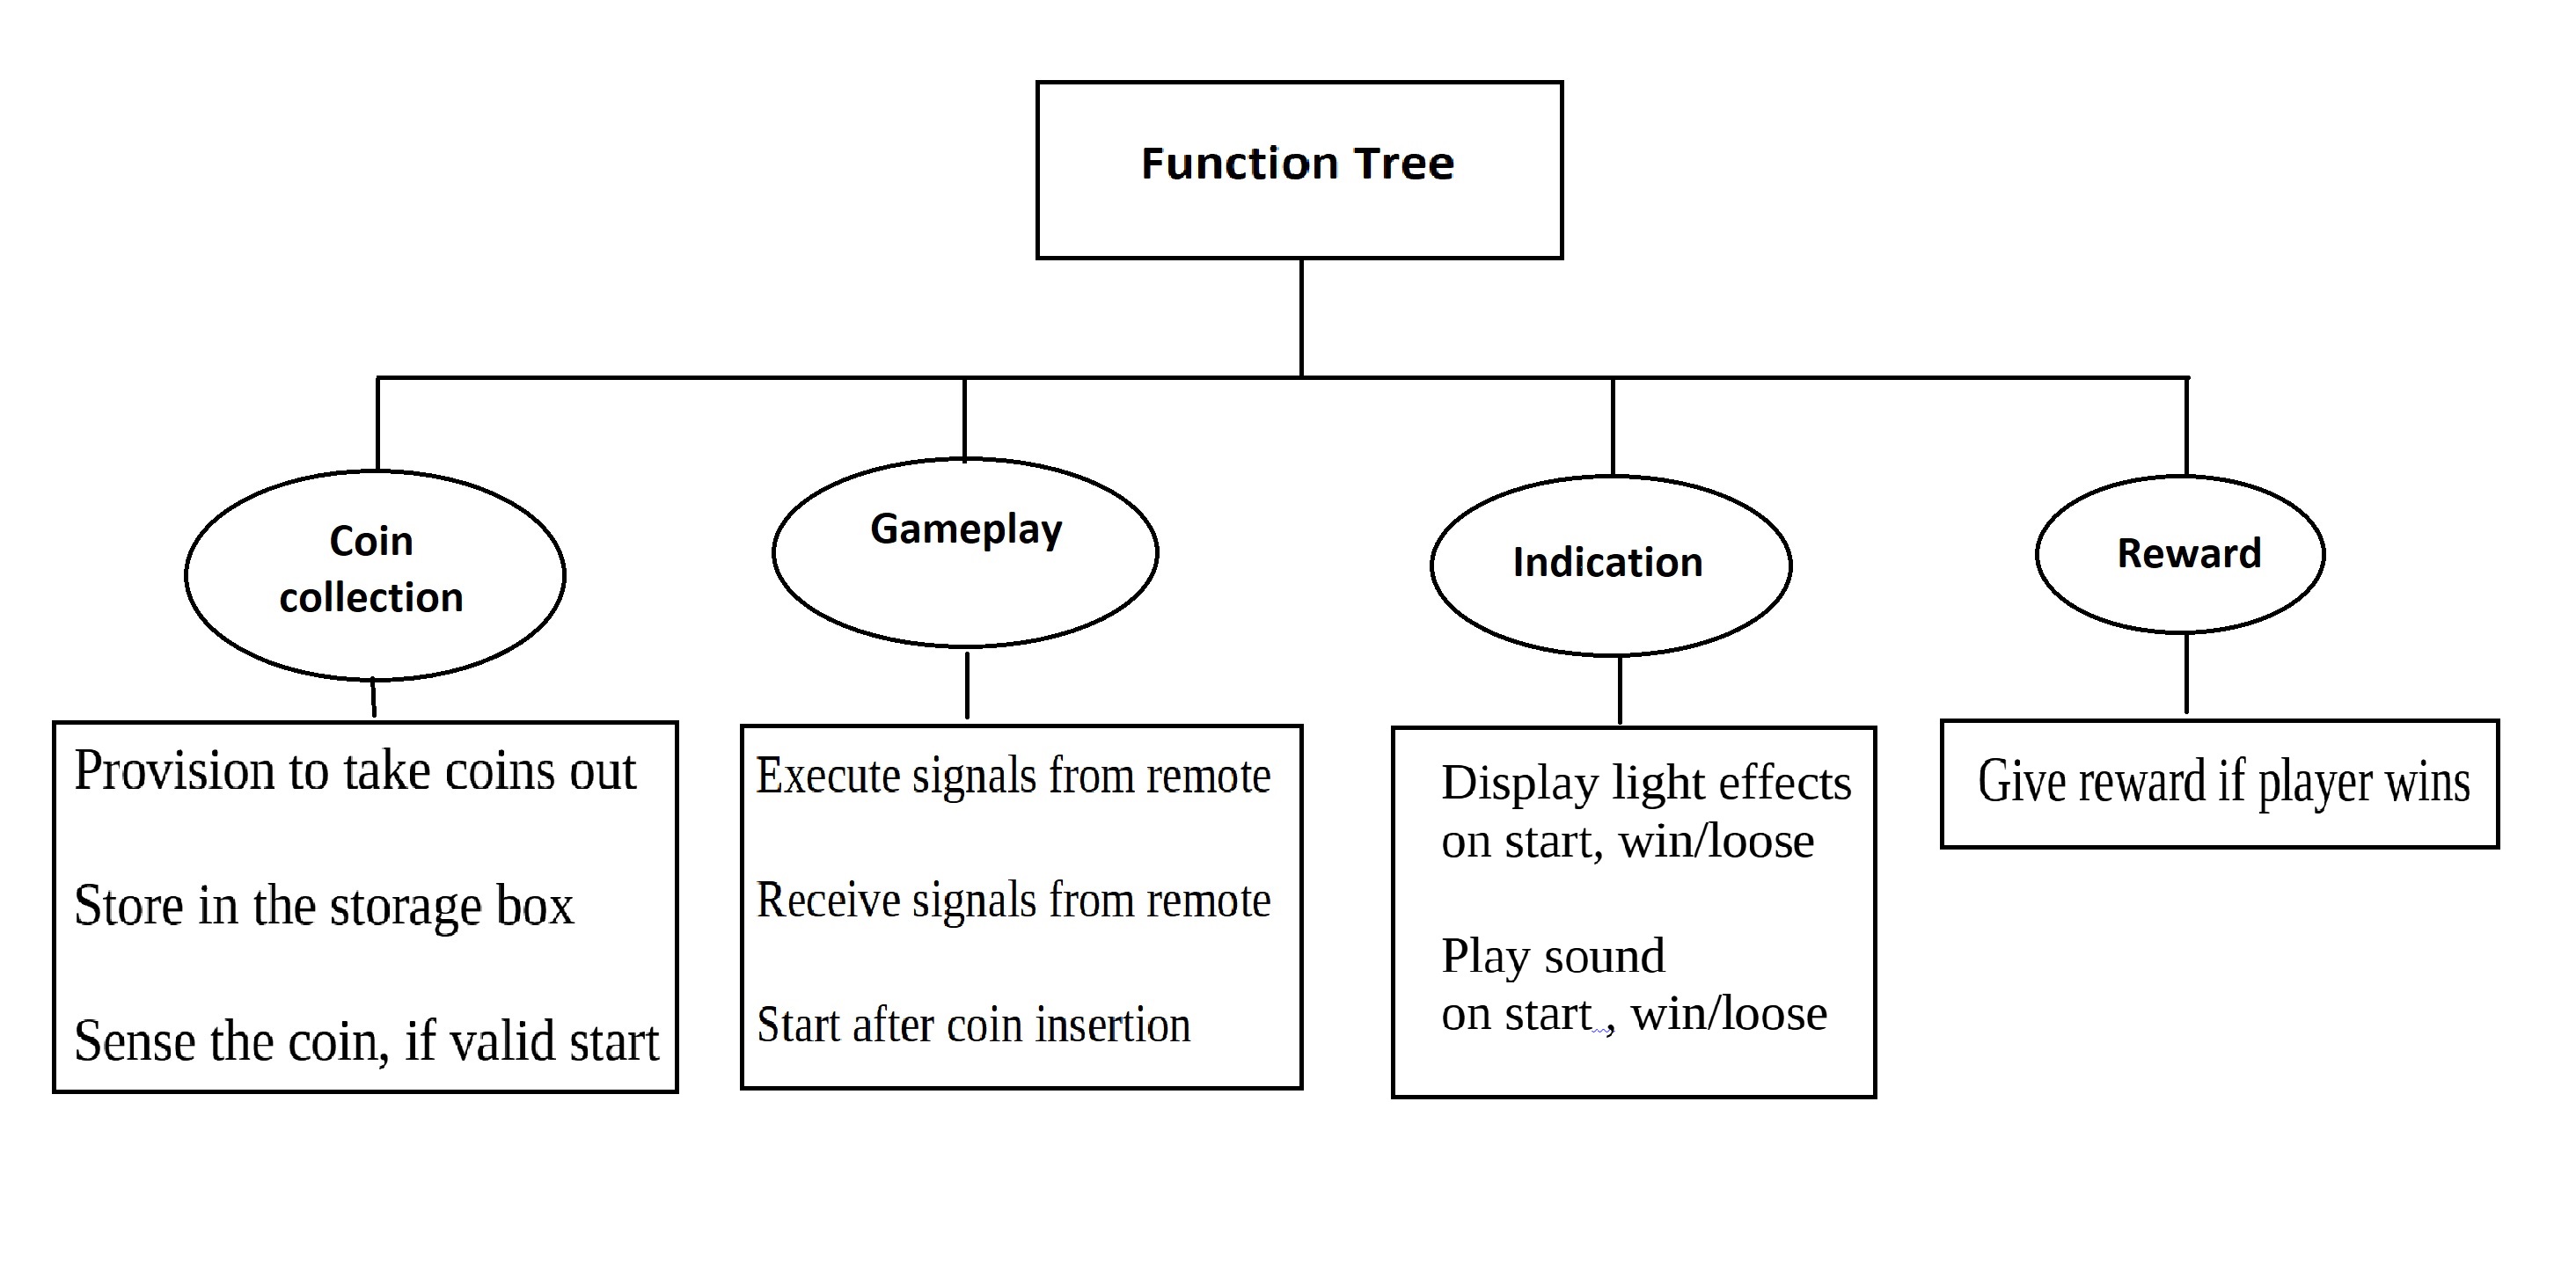 Function Tree
Coin
collection
Gameplay
Indication
Reward
Provision to take coins out
Store in the storage box
Sense the coin, if valid start
Execute signals from remote
Receive signals from remote
Start after coin insertion
Display light effects
on start, win/loose
Play sound
on start , win/loose
Give reward if player wins